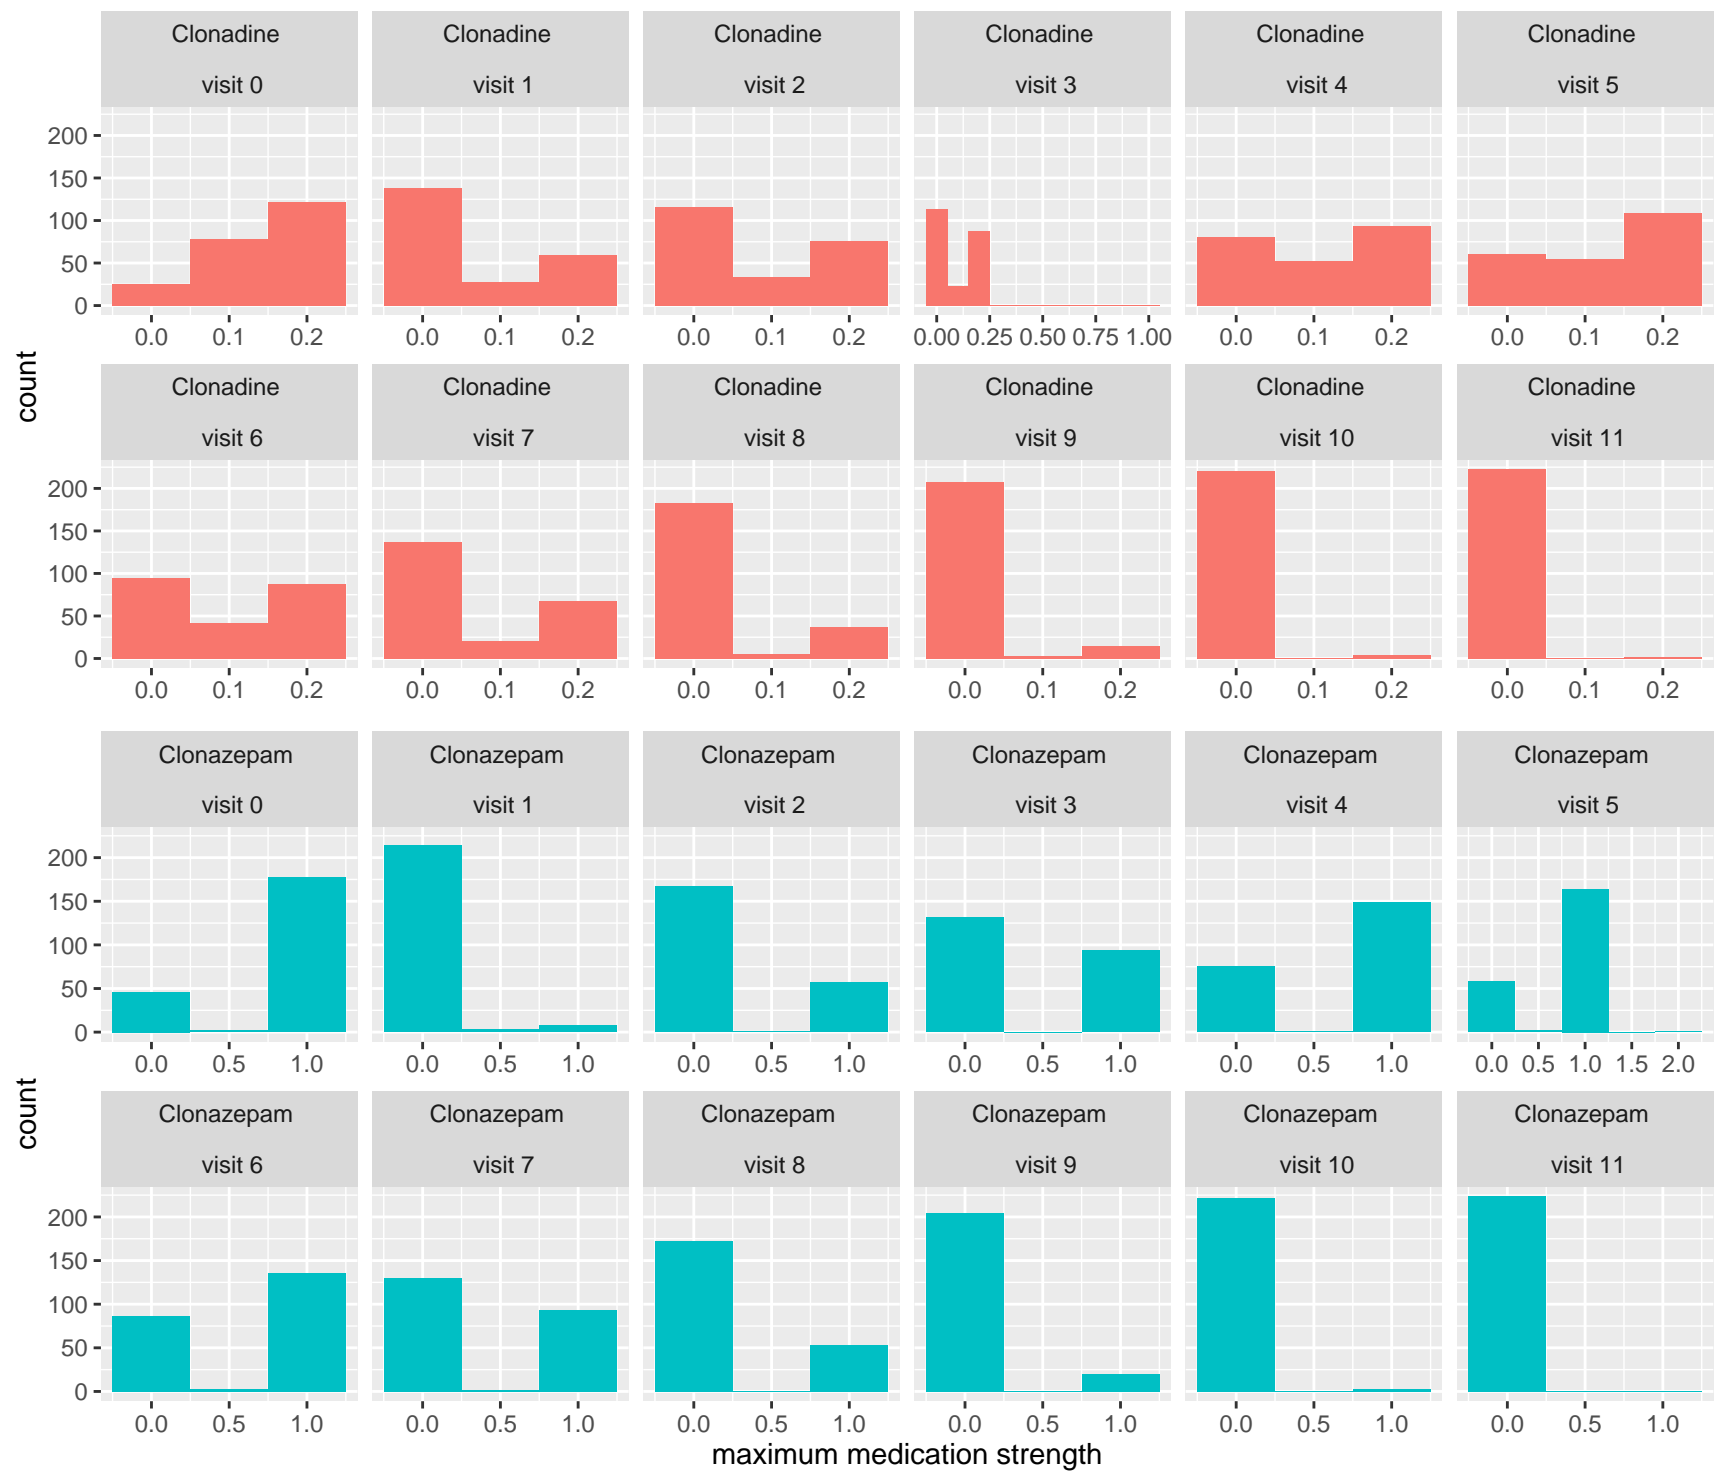 Clonadine Clonadine Clonadine Clonadine Clonadine Clonadine
visit 0 visit 1 visit 2 visit 3 visit 4 visit 5
200
150
100
50
0
0.0 0.1 0.2 0.0 0.1 0.2 0.0 0.1 0.2 0.00 0.25 0.50 0.75 1.00 0.0 0.1 0.2 0.0 0.1 0.2
count
Clonadine Clonadine Clonadine Clonadine Clonadine Clonadine
visit 6 visit 7 visit 8 visit 9 visit 10 visit 11
200
150
100
50
0
0.0 0.1 0.2 0.0 0.1 0.2 0.0 0.1 0.2 0.0 0.1 0.2 0.0 0.1 0.2 0.0 0.1 0.2
Clonazepam Clonazepam Clonazepam Clonazepam Clonazepam Clonazepam
visit 0 visit 1 visit 2 visit 3 visit 4 visit 5
200
150
100
50
0
0.0 0.5 1.0 0.0 0.5 1.0 0.0 0.5 1.0 0.0 0.5 1.0 0.0 0.5 1.0 0.0 0.5 1.0 1.5 2.0
count
Clonazepam Clonazepam Clonazepam Clonazepam Clonazepam Clonazepam
visit 6 visit 7 visit 8 visit 9 visit 10 visit 11
200
150
100
50
0
0.0 0.5 1.0 0.0 0.5 1.0 0.0 0.5 1.0 0.0 0.5 1.0 0.0 0.5 1.0 0.0 0.5 1.0
maximum medication strength